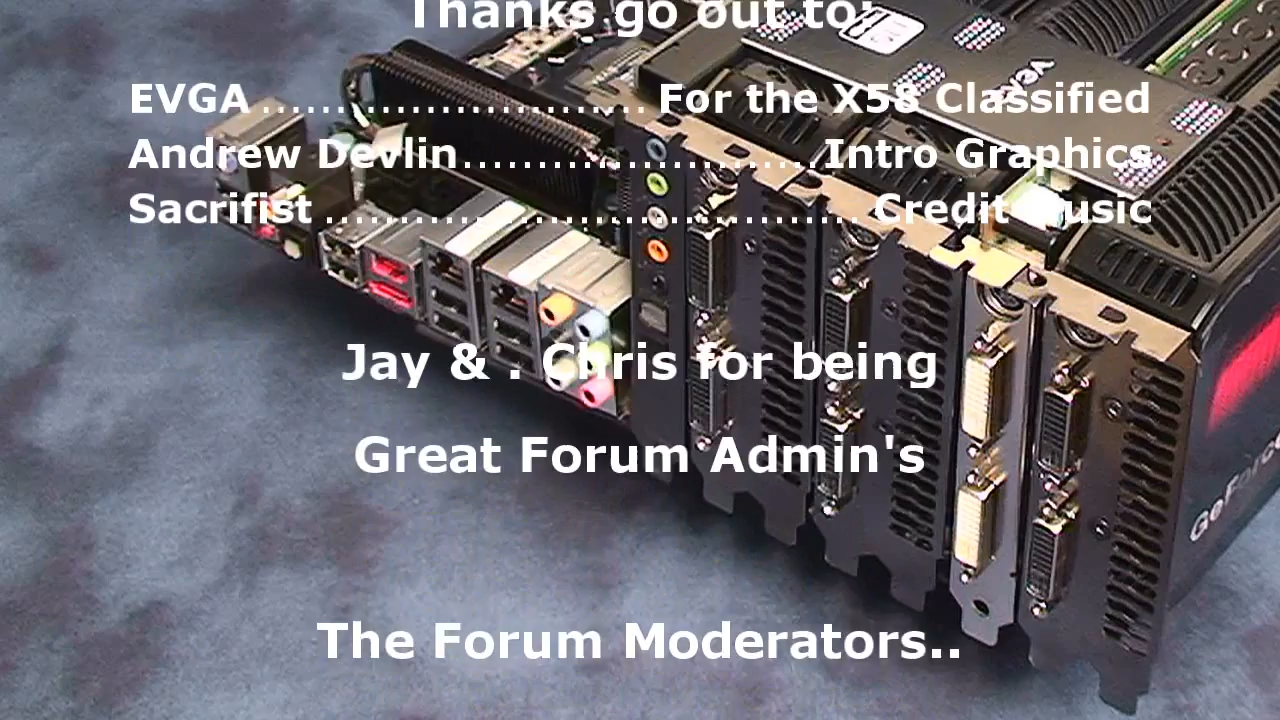 Thanks go out to:
EVGA .......................... For the X58 Classified
Andrew Devlin........................Intro Graphics
Sacrifist .................................... Credit Music
Jay & . Chris for being
Great Forum Admin's
The Forum Moderators..
GeForce